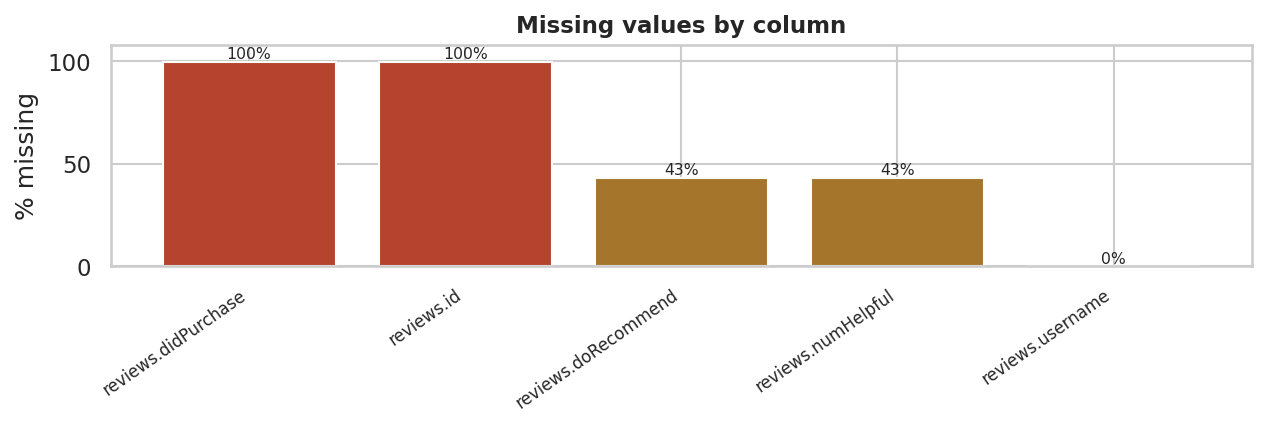 Missing values by column
% missing
100
50
0
100%
100%
43%
43%
0%
reviews.didPurchase
reviews.id
reviews.doRecommend
reviews.numHelpful
reviews.username